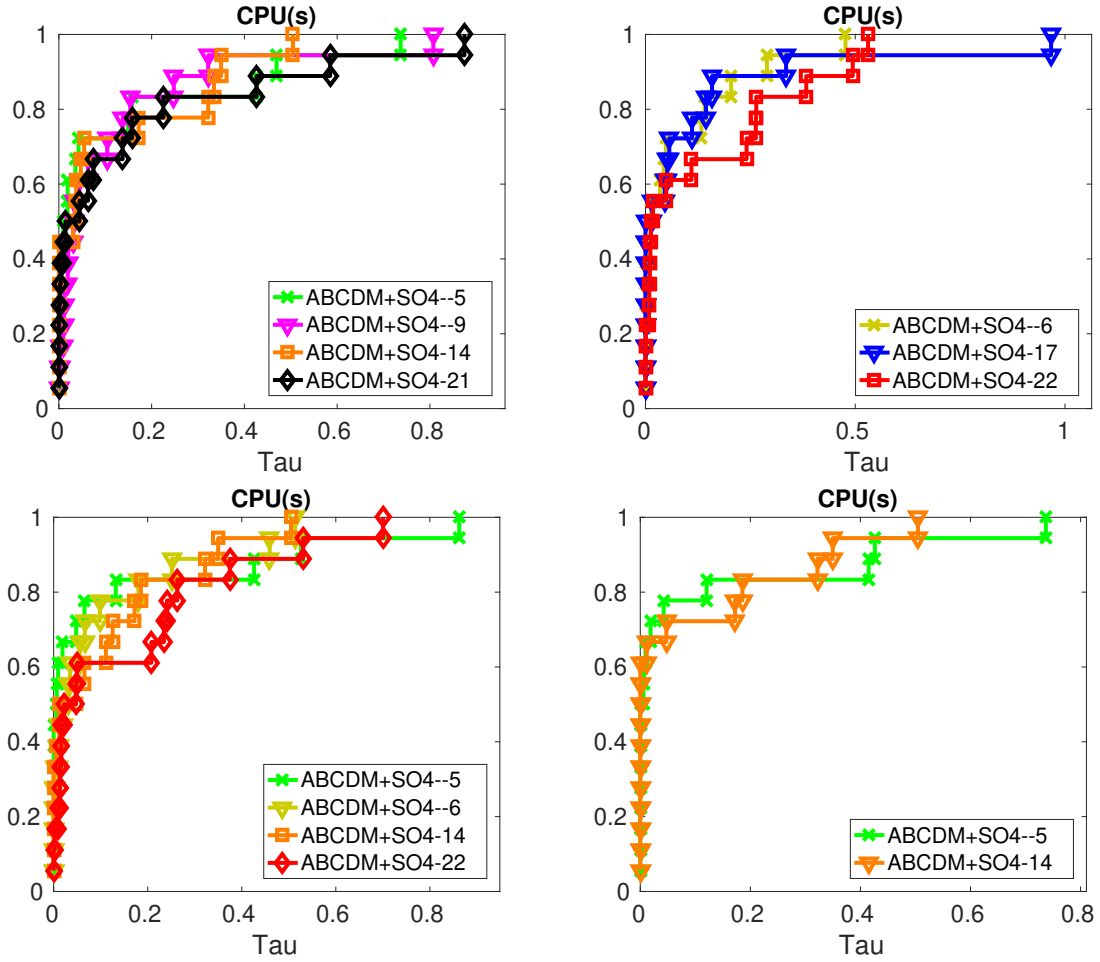 CPU(s)
1
0.8
0.6
0.4
0.2
0
0 0.2 0.4 0.6 0.8
Tau
ABCDM+SO4--5
ABCDM+SO4--9
ABCDM+SO4-14
ABCDM+SO4-21
CPU(s)
1
0.8
0.6
0.4
0.2
0
0 0.5 1
Tau
ABCDM+SO4--6
ABCDM+SO4-17
ABCDM+SO4-22
CPU(s)
1
0.8
0.6
0.4
0.2
0
0 0.2 0.4 0.6 0.8
Tau
ABCDM+SO4--5
ABCDM+SO4--6
ABCDM+SO4-14
ABCDM+SO4-22
CPU(s)
1
0.8
0.6
0.4
0.2
0
0 0.2 0.4 0.6 0.8
Tau
ABCDM+SO4--5
ABCDM+SO4-14